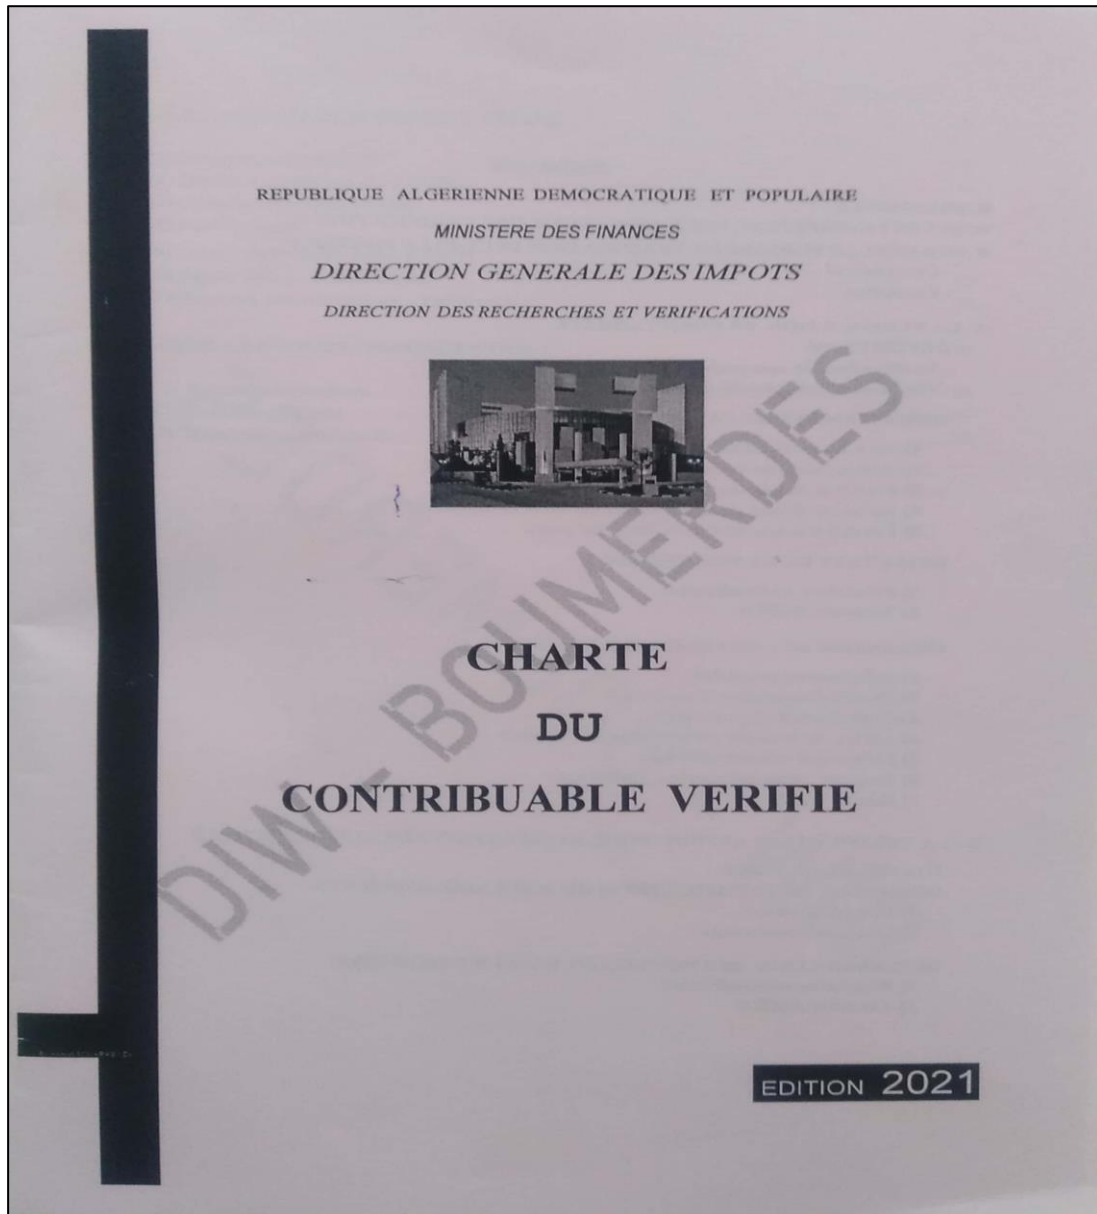 REPUBLIQUE ALGERIENNE DEMOCRATIQUE ET POPULAIRE
MINISTERE DES FINANCES
DIRECTION GENERALE DES IMPOTS
DIRECTION DES RECHERCHES ET VERIFICATIONS
CHARTE
DU
CONTRIBUABLE VERIFIE
DIW - BOUMERDES
EDITION 2021